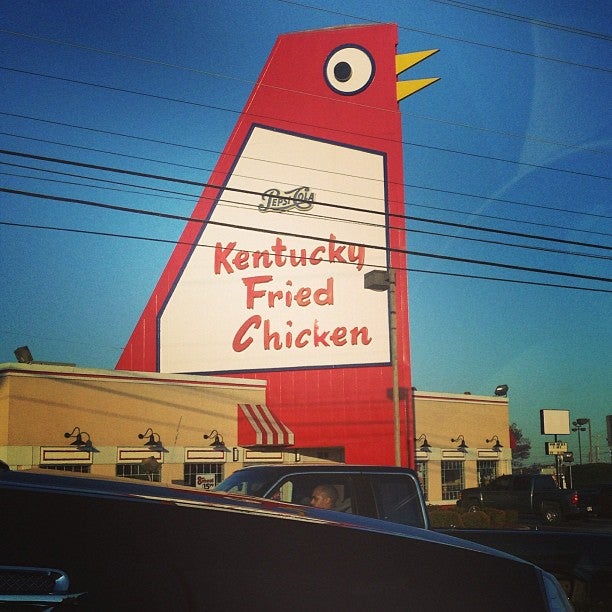 PEPSI COLA
Kentucky
Fried
Chicken